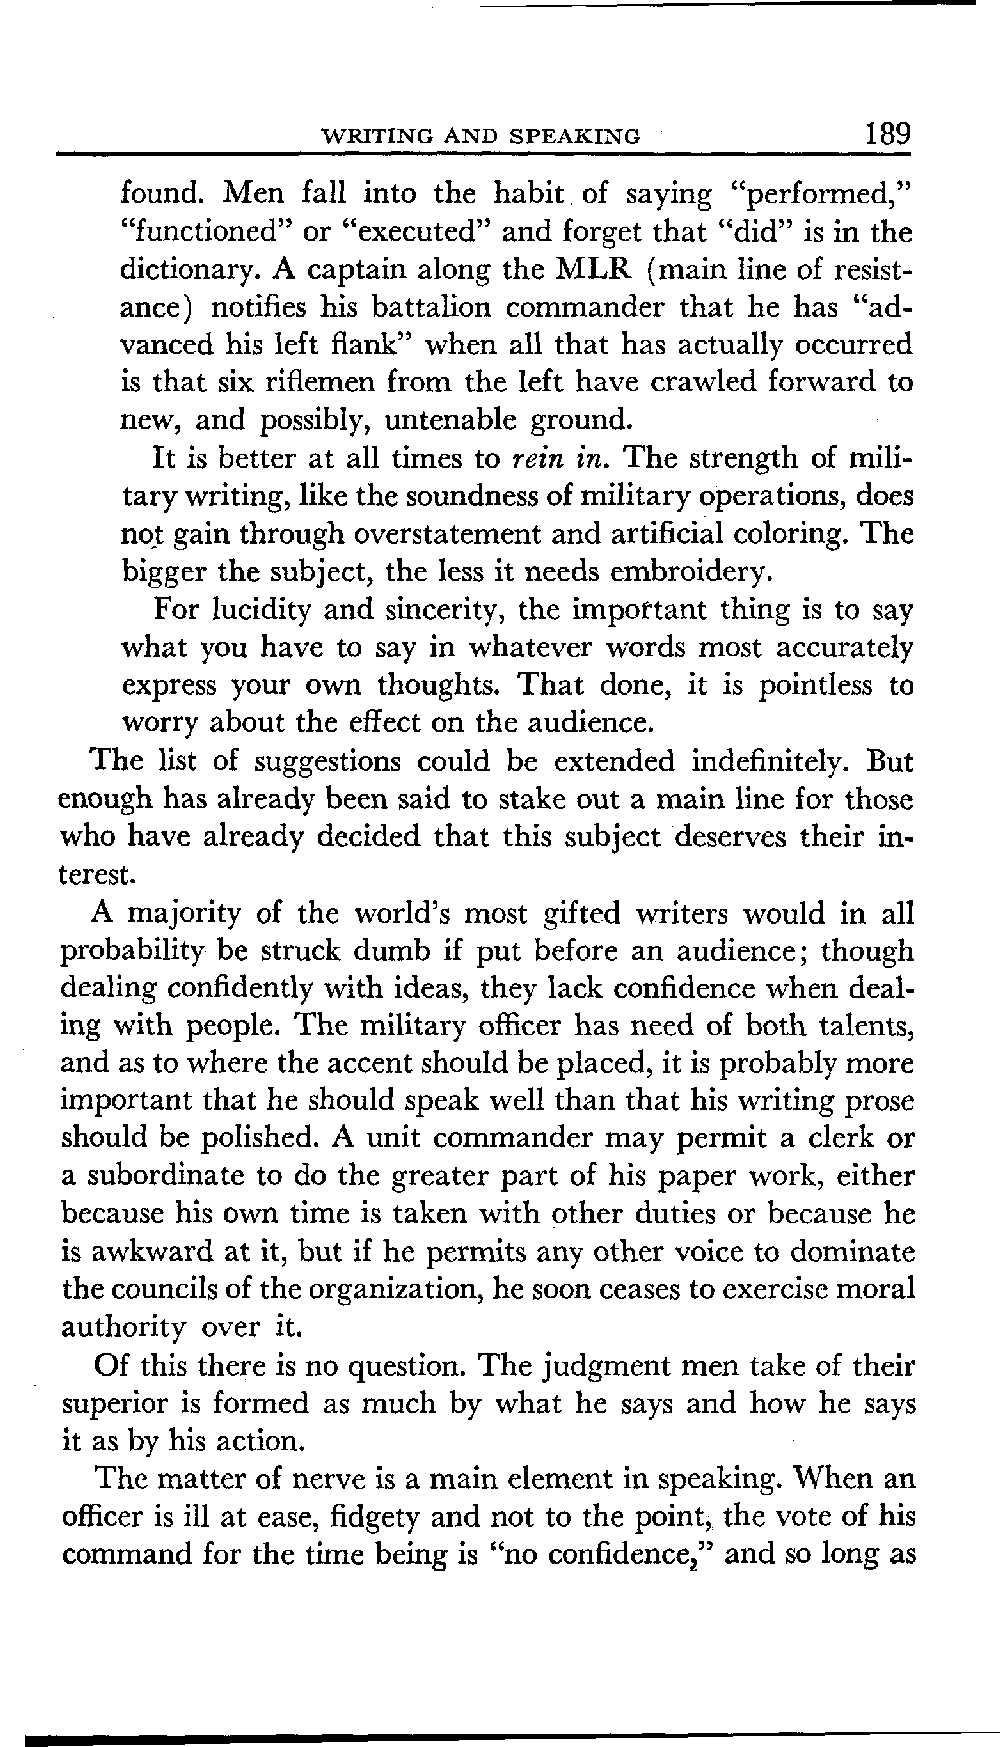 WRITING AND SPEAKING 189
found. Men fall into the habit of saying “performed,”
“functioned” or “executed” and forget that “did” is in the
dictionary. A captain along the MLR (main line of resist-
ance) notifies his battalion commander that he has “ad-
vanced his left flank” when all that has actually occurred
is that six riflemen from the left have crawled forward to
new, and possibly, untenable ground.
It is better at all times to rein in. The strength of mili-
tary writing, like the soundness of military operations, does
not gain through overstatement and artificial coloring. The
bigger the subject, the less it needs embroidery.
For lucidity and sincerity, the important thing is to say
what you have to say in whatever words most accurately
express your own thoughts. That done, it is pointless to
worry about the effect on the audience.
The list of suggestions could be extended indefinitely. But
enough has already been said to stake out a main line for those
who have already decided that this subject deserves their in-
terest.
A majority of the world’s most gifted writers would in all
probability be struck dumb if put before an audience; though
dealing confidently with ideas, they lack confidence when deal-
ing with people. The military officer has need of both talents,
and as to where the accent should be placed, it is probably more
important that he should speak well than that his writing prose
should be polished. A unit commander may permit a clerk or
a subordinate to do the greater part of his paper work, either
because his own time is taken with other duties or because he
is awkward at it, but if he permits any other voice to dominate
the councils of the organization, he soon ceases to exercise moral
authority over it.
Of this there is no question. The judgment men take of their
superior is formed as much by what he says and how he says
it as by his action.
The matter of nerve is a main element in speaking. When an
officer is ill at ease, fidgety and not to the point, the vote of his
command for the time being is “no confidence,” and so long as